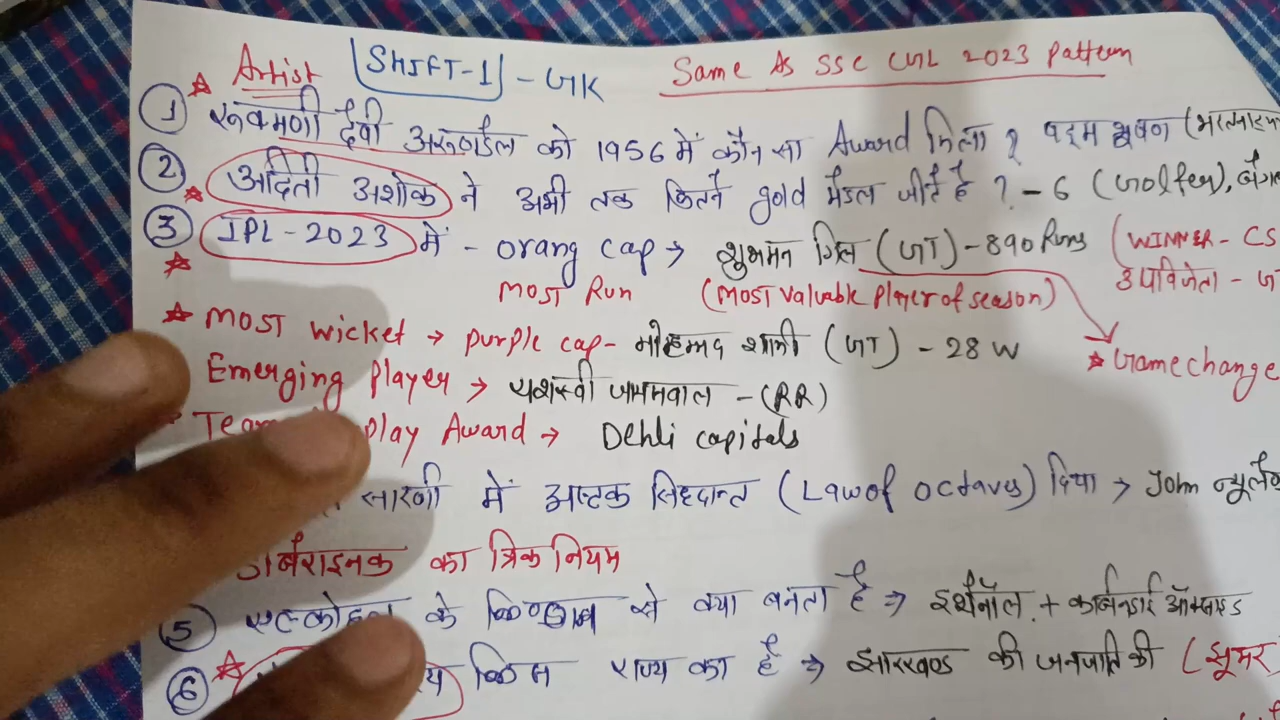 Artist SHIFT-1 - GK Same As SSC CGL 2023 Pattern
① रुक्मणी देवी अरुण्डेल को 1956 में कौन सा Award मिला ? पद्म भूषण
② अदिती अशोक ने अभी तक कितने gold मैडल जीते है ? - 6 (Golfer),
③ IPL-2023 में - orang cap → शुभमन गिल (GT) - 890 Runs (WINNER - CS
MOST Run (MOST valuable player of season) उपविजेता - G
MOST wicket → purple cap - मोहम्मद शामी (GT) - 28 W Gamechange
Emerging player → यशस्वी जायसवाल - (RR)
play Award → Dehli capitals
सारणी में अष्टक सिद्दान्त (Law of octaves) दिया → John
का त्रिक नियम
⑤ के से क्या बनता है ⇒ इथेनॉल + कार्बनडाई ऑक्साइड
⑥ किस राज्य का है ⇒ झारखण्ड की जनजाति की (झूमर